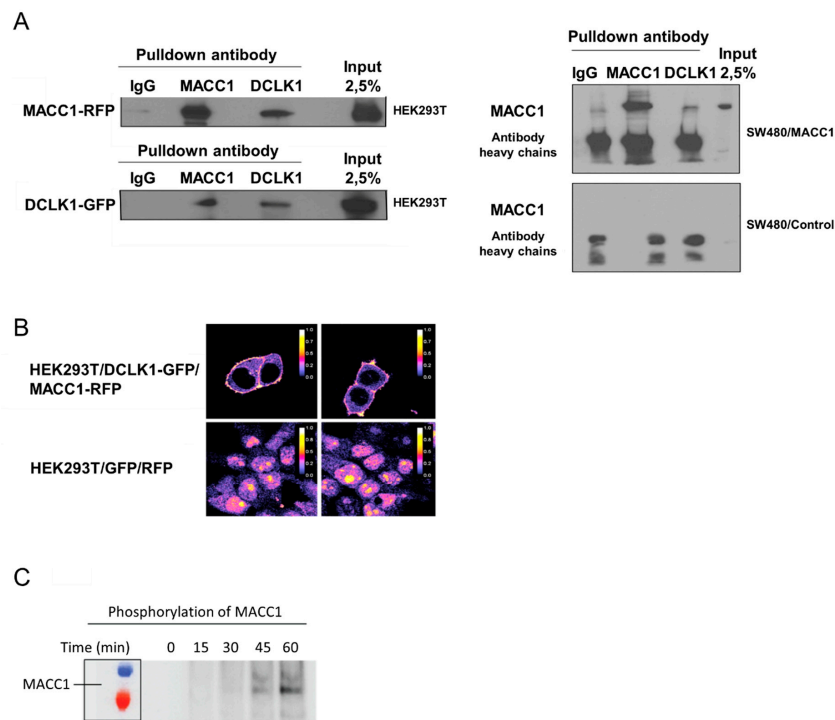 A
Pulldown antibody
IgG MACC1 DCLK1
Input
2,5%
MACC1-RFP
HEK293T
Pulldown antibody
IgG MACC1 DCLK1
Input
2,5%
DCLK1-GFP
HEK293T
Pulldown antibody
IgG MACC1 DCLK1
Input
2,5%
MACC1
Antibody
heavy chains
SW480/MACC1
MACC1
Antibody
heavy chains
SW480/Control
B
HEK293T/DCLK1-GFP/
MACC1-RFP
HEK293T/GFP/RFP
C
Phosphorylation of MACC1
Time (min) 0 15 30 45 60
MACC1